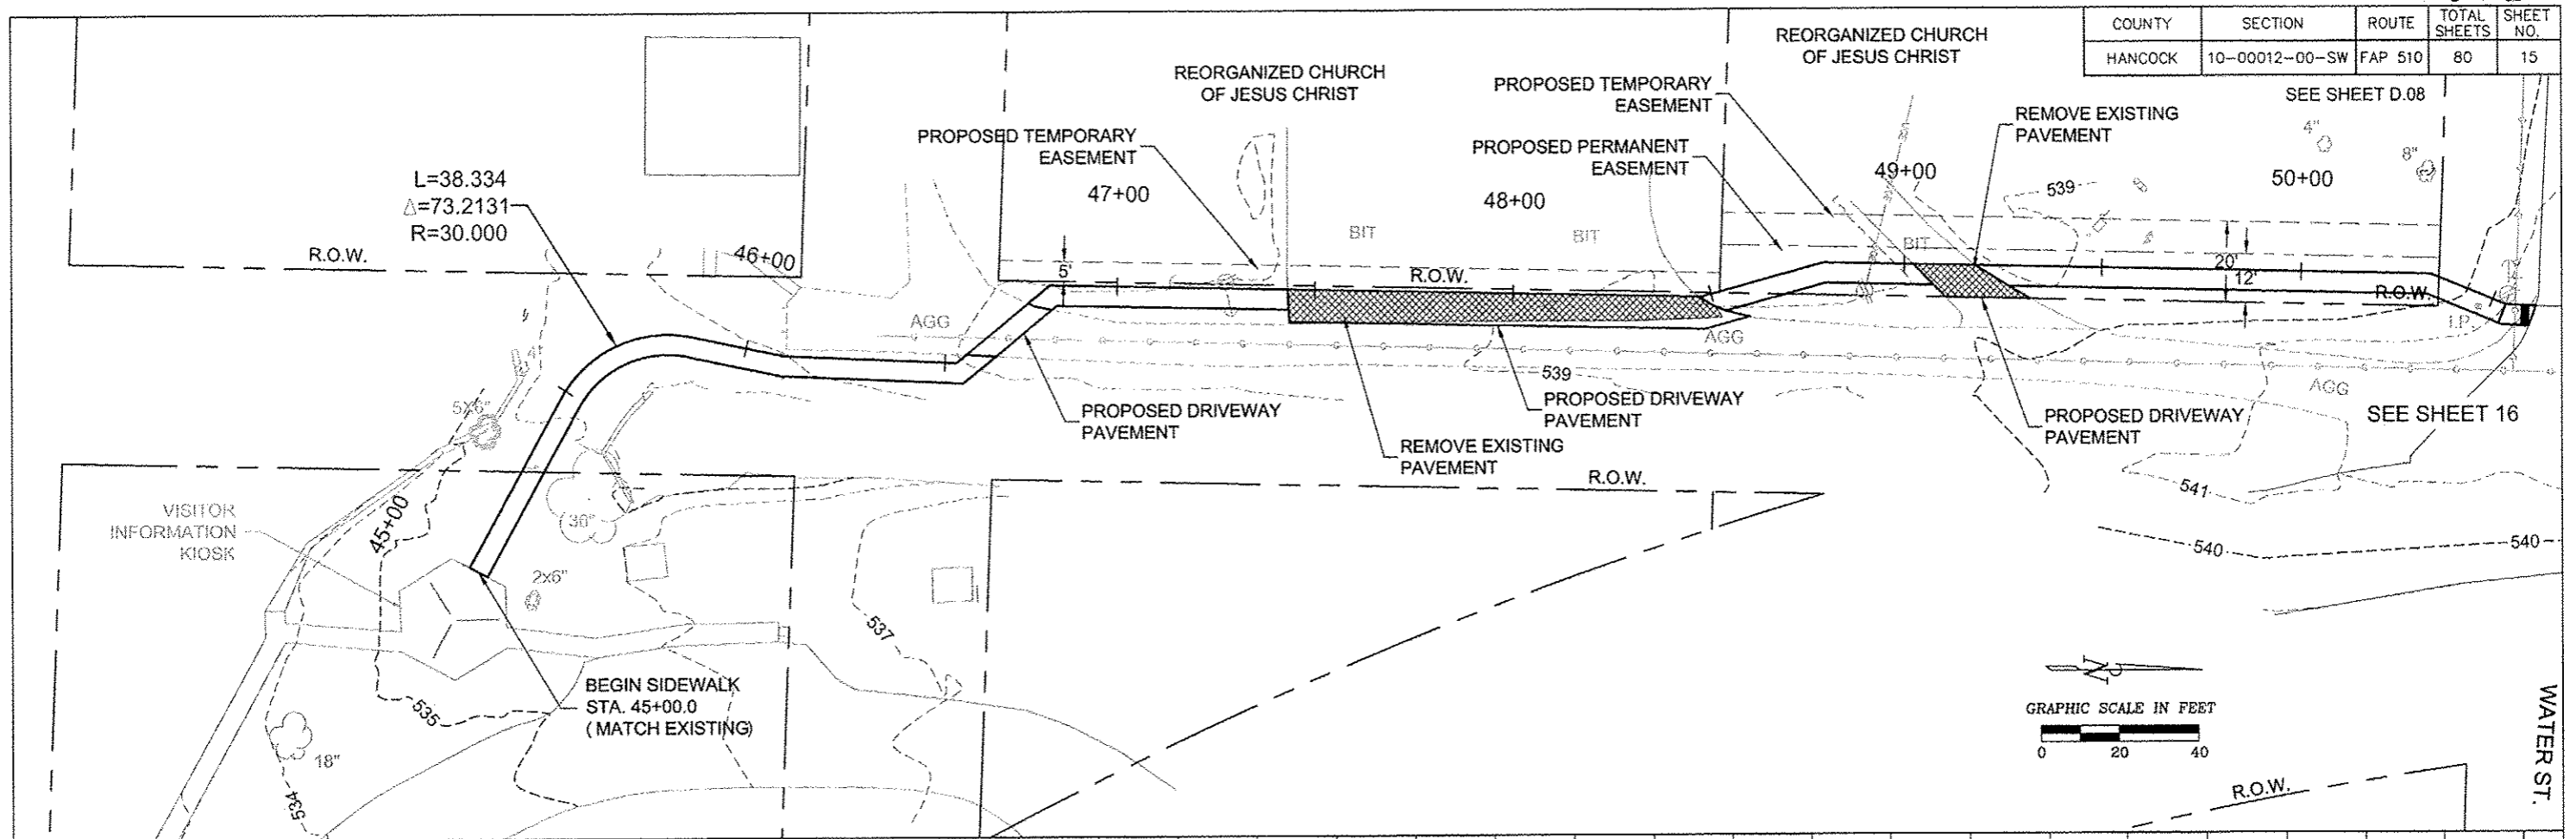 COUNTY SECTION ROUTE TOTAL SHEETS SHEET NO.
HANCOCK 10-00012-00-SW FAP 510 80 15
SEE SHEET D.08
REORGANIZED CHURCH
OF JESUS CHRIST
REORGANIZED CHURCH
OF JESUS CHRIST
PROPOSED TEMPORARY
EASEMENT
PROPOSED TEMPORARY
EASEMENT
PROPOSED PERMANENT
EASEMENT
REMOVE EXISTING
PAVEMENT
4"
8"
L=38.334
Δ=73.2131
R=30.000
47+00
48+00
49+00
50+00
539
BIT
BIT
BIT
R.O.W.
46+00
5'
R.O.W.
20'
12'
R.O.W.
I.P.
AGG
AGG
AGG
4"
5X6"
539
PROPOSED DRIVEWAY
PAVEMENT
PROPOSED DRIVEWAY
PAVEMENT
PROPOSED DRIVEWAY
PAVEMENT
REMOVE EXISTING
PAVEMENT
SEE SHEET 16
R.O.W.
541
540
540
VISITOR
INFORMATION
KIOSK
45+00
30"
2x6"
537
535
534
18"
BEGIN SIDEWALK
STA. 45+00.0
( MATCH EXISTING)
GRAPHIC SCALE IN FEET
0 20 40
R.O.W.
WATER ST.